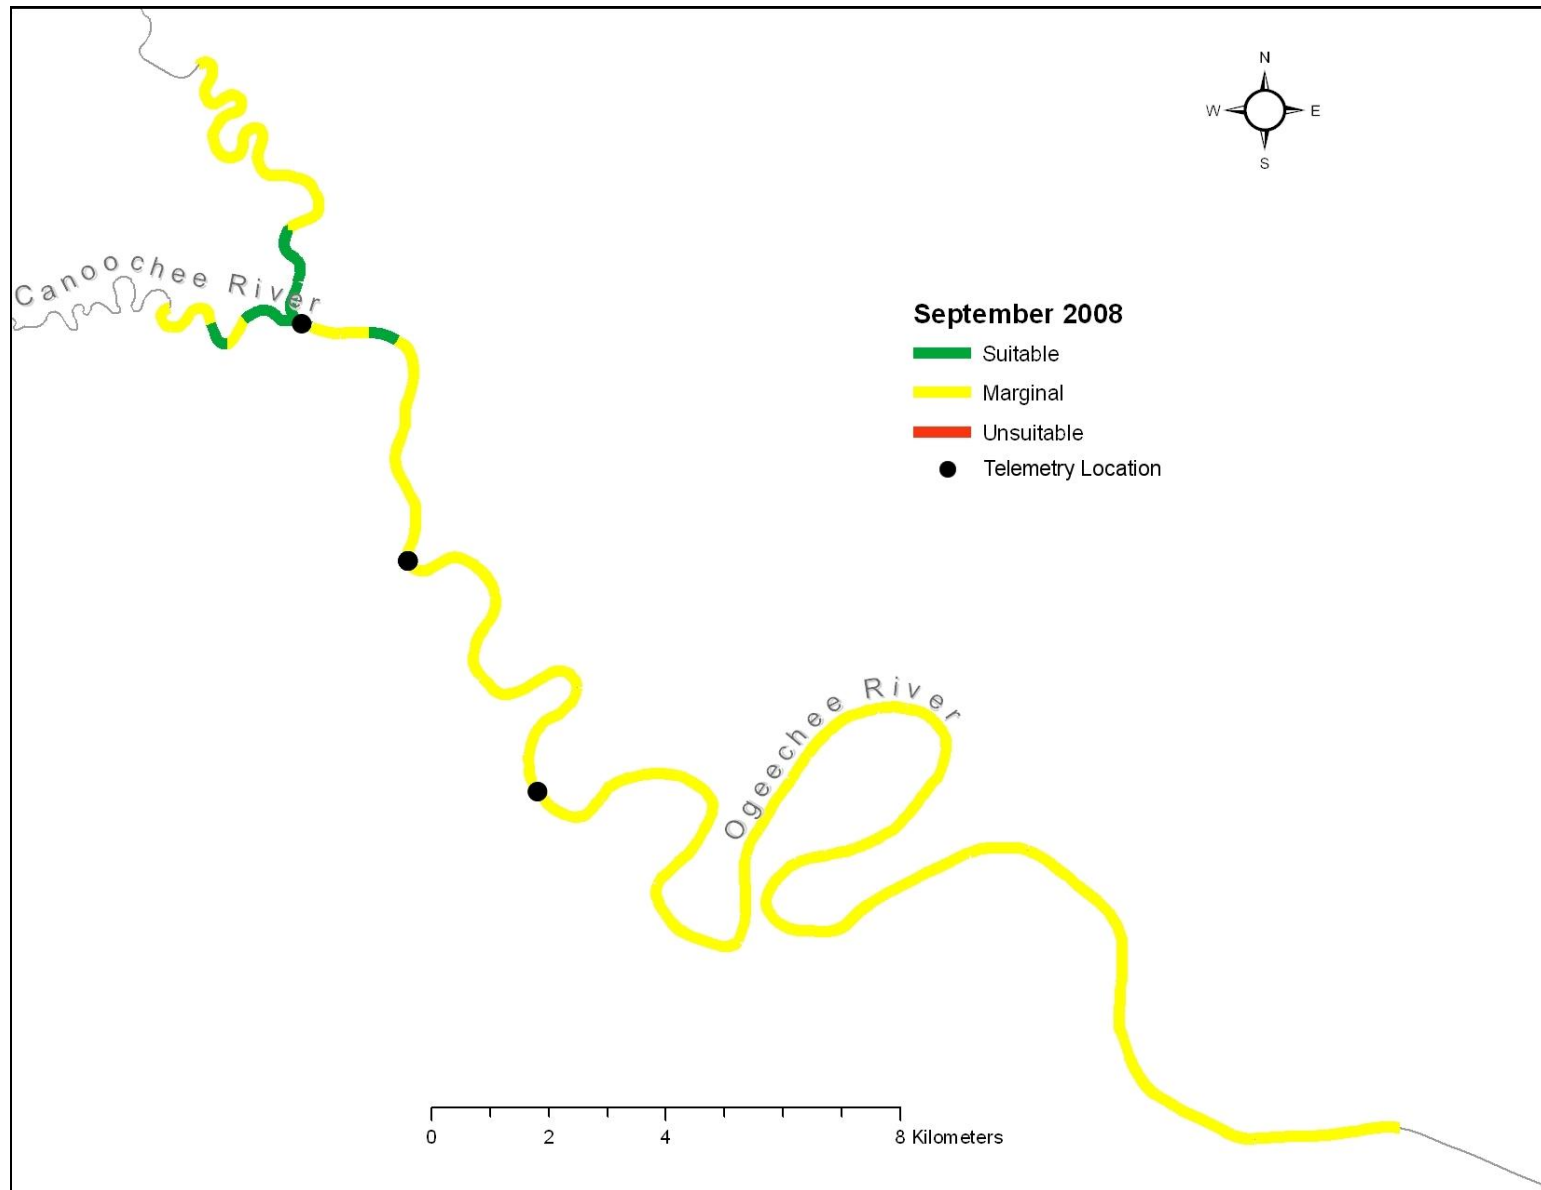 N
W E
S
Canoochee River
September 2008
Suitable
Marginal
Unsuitable
Telemetry Location
Ogeechee River
0 2 4 8 Kilometers